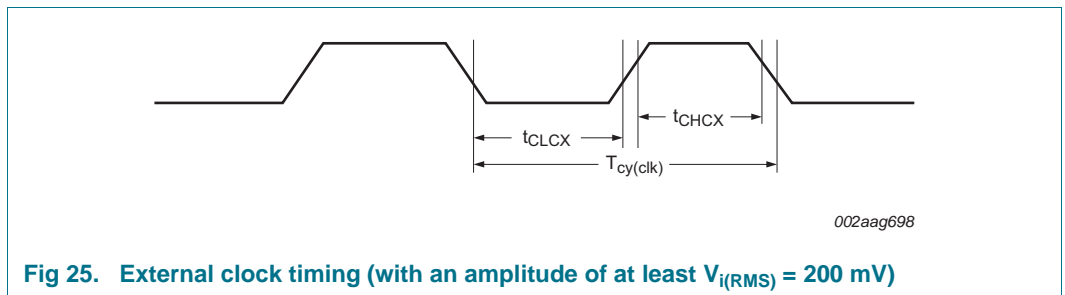 tCHCX
tCLCX
Tcy(clk)
002aag698
Fig 25. External clock timing (with an amplitude of at least Vi(RMS) = 200 mV)